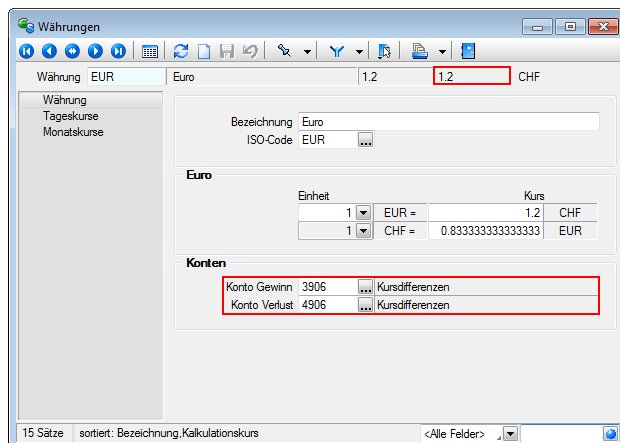 Währungen
Währung EUR Euro 1.2 1.2 CHF
Währung
Tageskurse
Monatskurse
Bezeichnung Euro
ISO-Code EUR ...
Euro
Einheit Kurs
1 EUR = 1.2 CHF
1 CHF = 0.833333333333333 EUR
Konten
Konto Gewinn 3906 ... Kursdifferenzen
Konto Verlust 4906 ... Kursdifferenzen
15 Sätze sortiert: Bezeichnung,Kalkulationskurs <Alle Felder>